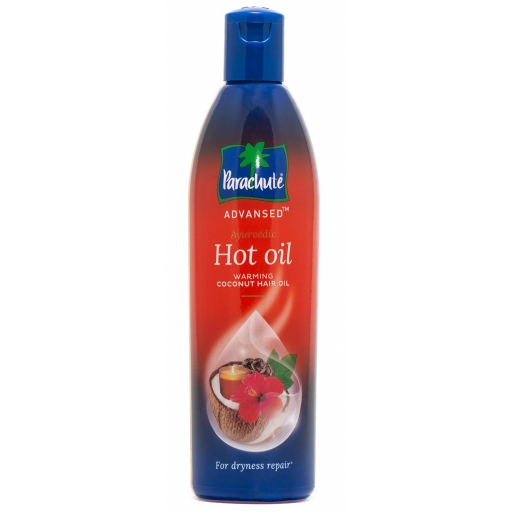 Parachute®
ADVANSED™
Ayurvedic
Hot oil
WARMING
COCONUT HAIR OIL
For dryness repair*